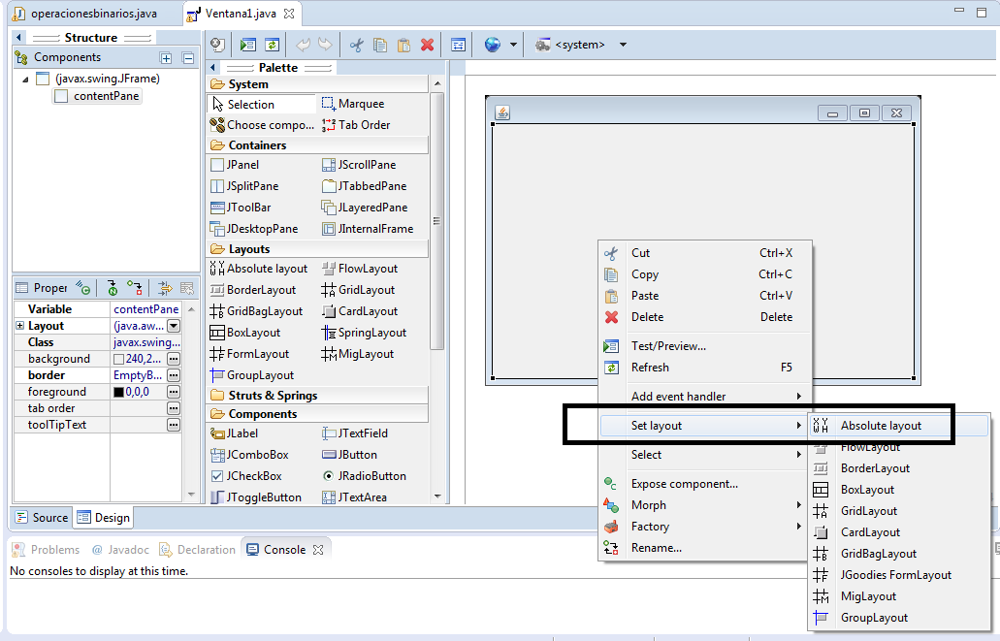 operacionesbinarios.java
Ventana1.java
Structure
Components
(javax.swing.JFrame)
contentPane
Proper
Variable contentPane
Layout (java.aw...
Class javax.swing...
background 240,2...
border EmptyB...
foreground 0,0,0
tab order
toolTipText
<system>
Palette
System
Selection Marquee
Choose compo... Tab Order
Containers
JPanel JScrollPane
JSplitPane JTabbedPane
JToolBar JLayeredPane
JDesktopPane JInternalFrame
Layouts
Absolute layout FlowLayout
BorderLayout GridLayout
GridBagLayout CardLayout
BoxLayout SpringLayout
FormLayout MigLayout
GroupLayout
Struts & Springs
Components
JLabel JTextField
JComboBox JButton
JCheckBox JRadioButton
JToggleButton JTextArea
Cut Ctrl+X
Copy Ctrl+C
Paste Ctrl+V
Delete Delete
Test/Preview...
Refresh F5
Add event handler
Set layout
Select
Expose component...
Morph
Factory
Rename...
Absolute layout
FlowLayout
BorderLayout
BoxLayout
GridLayout
CardLayout
GridBagLayout
JGoodies FormLayout
MigLayout
GroupLayout
Source Design
Problems @ Javadoc Declaration Console
No consoles to display at this time.